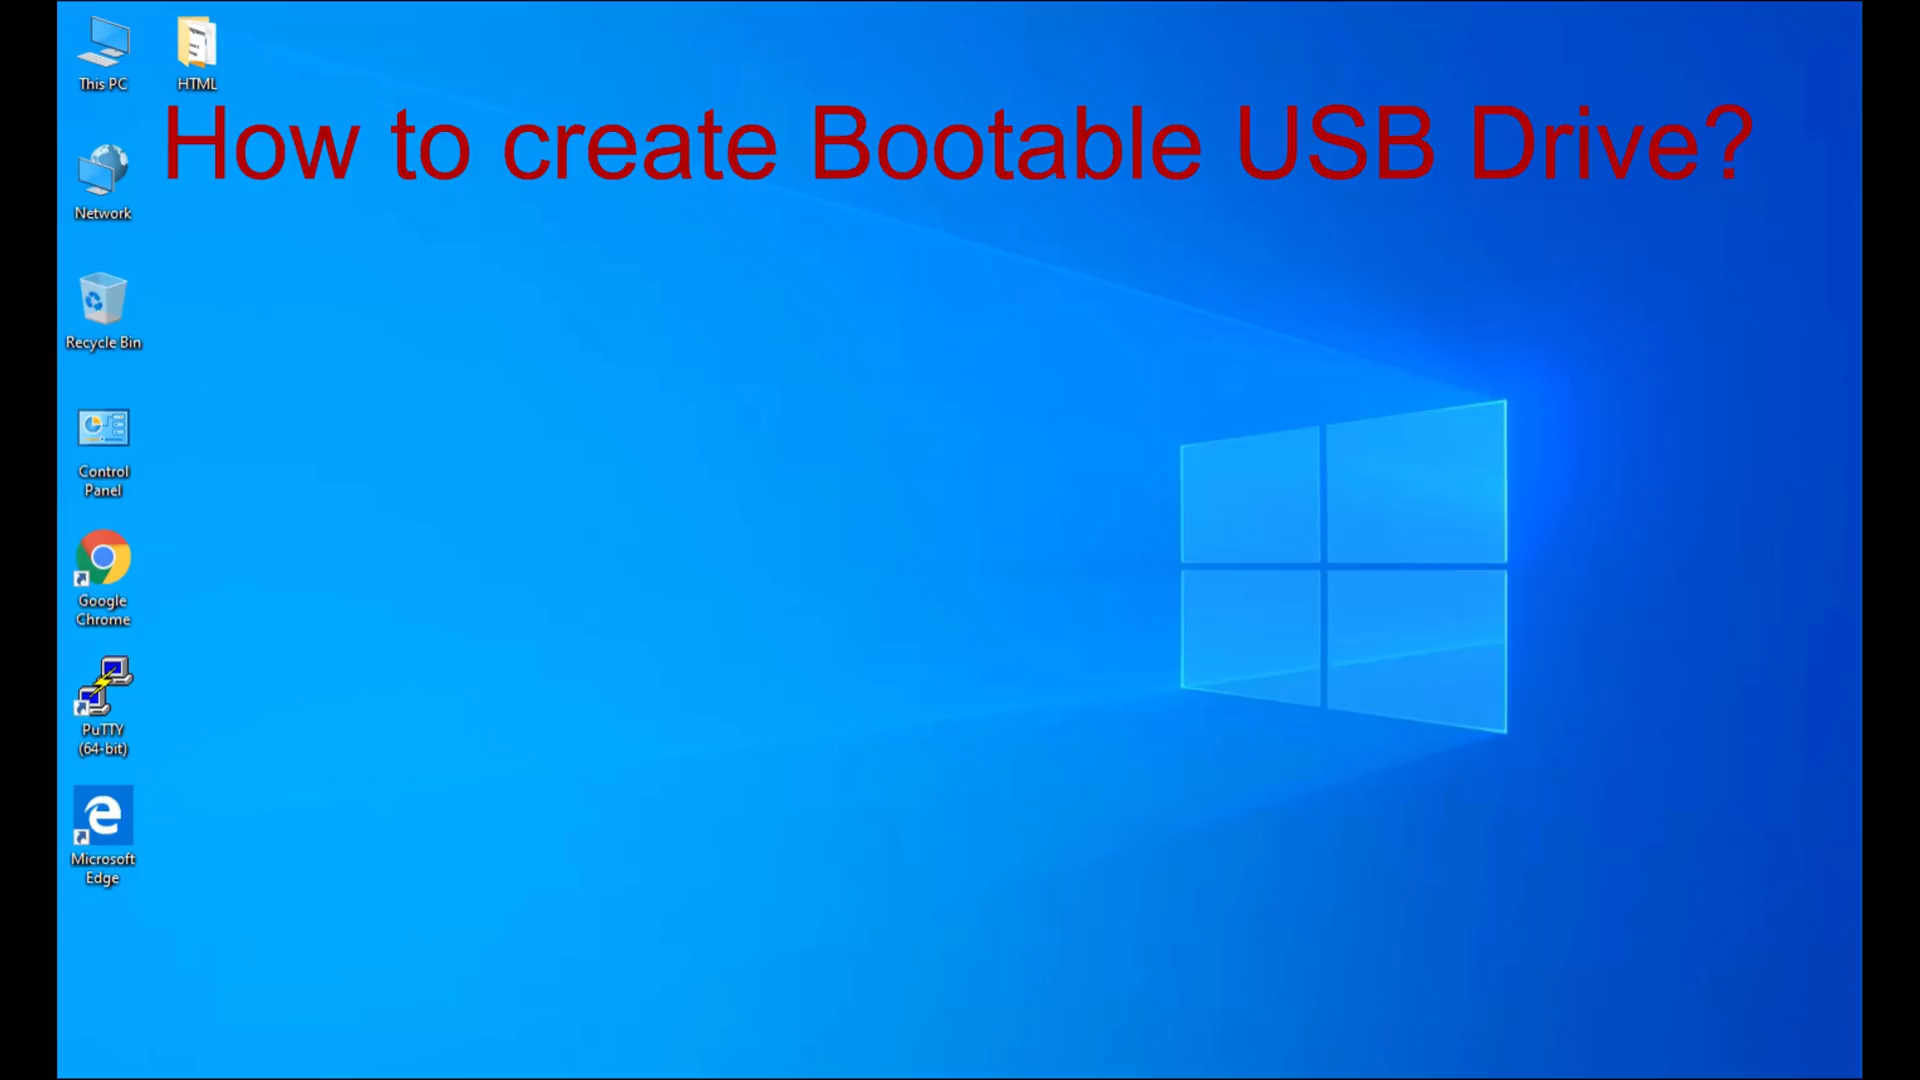 This PC
HTML
How to create Bootable USB Drive?
Network
Recycle Bin
Control
Panel
Google
Chrome
PuTTY
(64-bit)
Microsoft
Edge